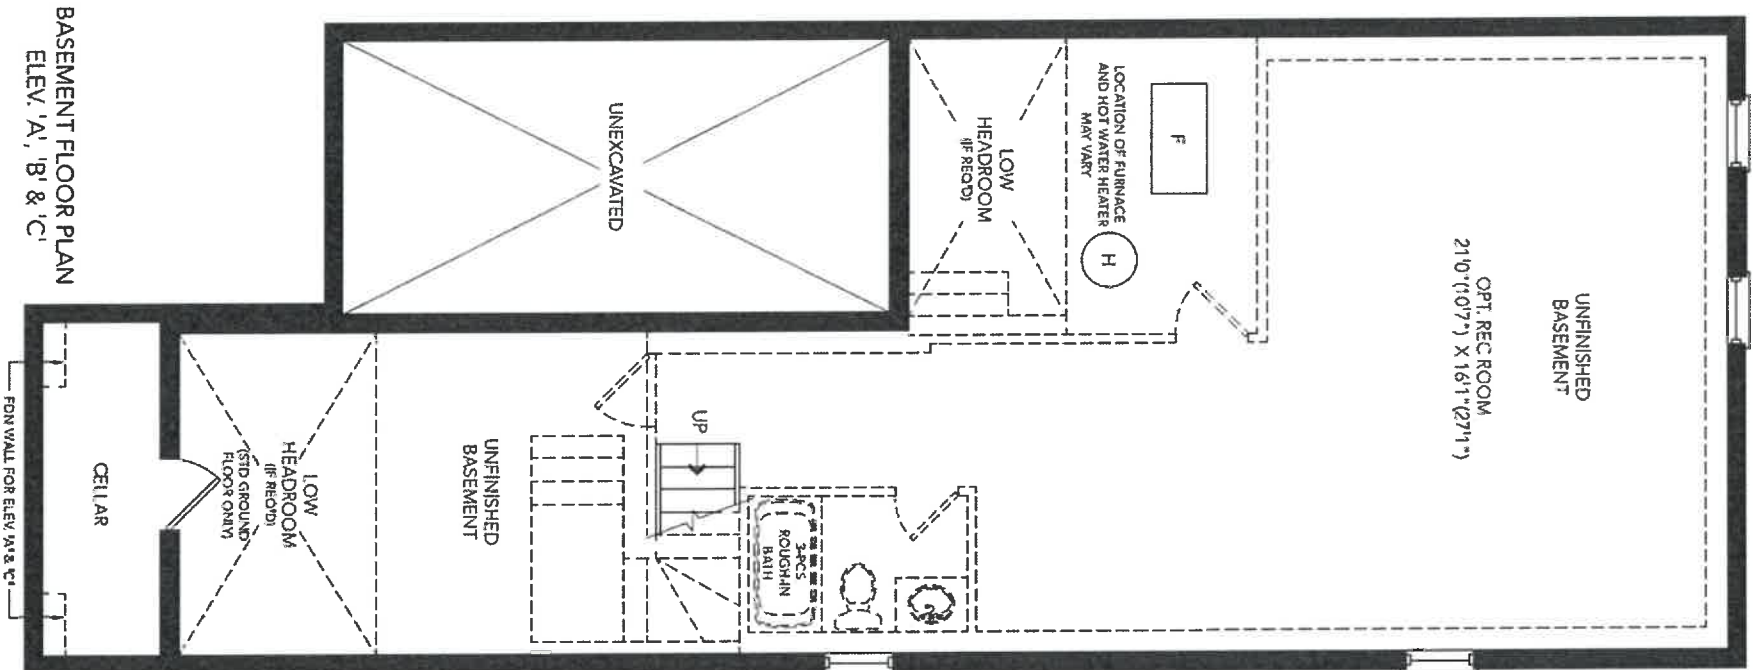 UNFINISHED
BASEMENT
OPT. REC ROOM
21'0"(10'7") X 16'1"(27'1")
F
H
LOCATION OF FURNACE
AND HOT WATER HEATER
MAY VARY
LOW
HEADROOM
(IF REQ'D)
3-PCS
ROUGH-IN
BATH
UP
UNEXCAVATED
UNFINISHED
BASEMENT
LOW
HEADROOM
(IF REQ'D)
(STD GROUND
FLOOR ONLY)
CELLAR
FDN WALL FOR ELEV. 'A' & 'C'
BASEMENT FLOOR PLAN
ELEV. 'A', 'B' & 'C'